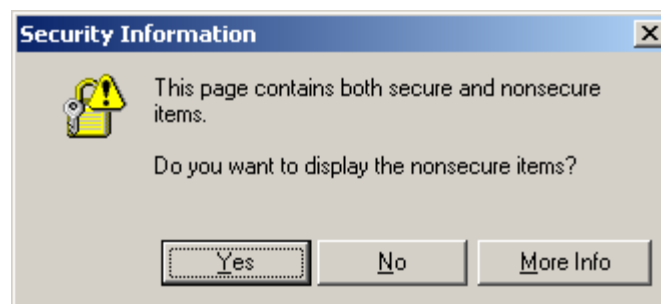 Security Information
This page contains both secure and nonsecure
items.
Do you want to display the nonsecure items?
Yes No More Info